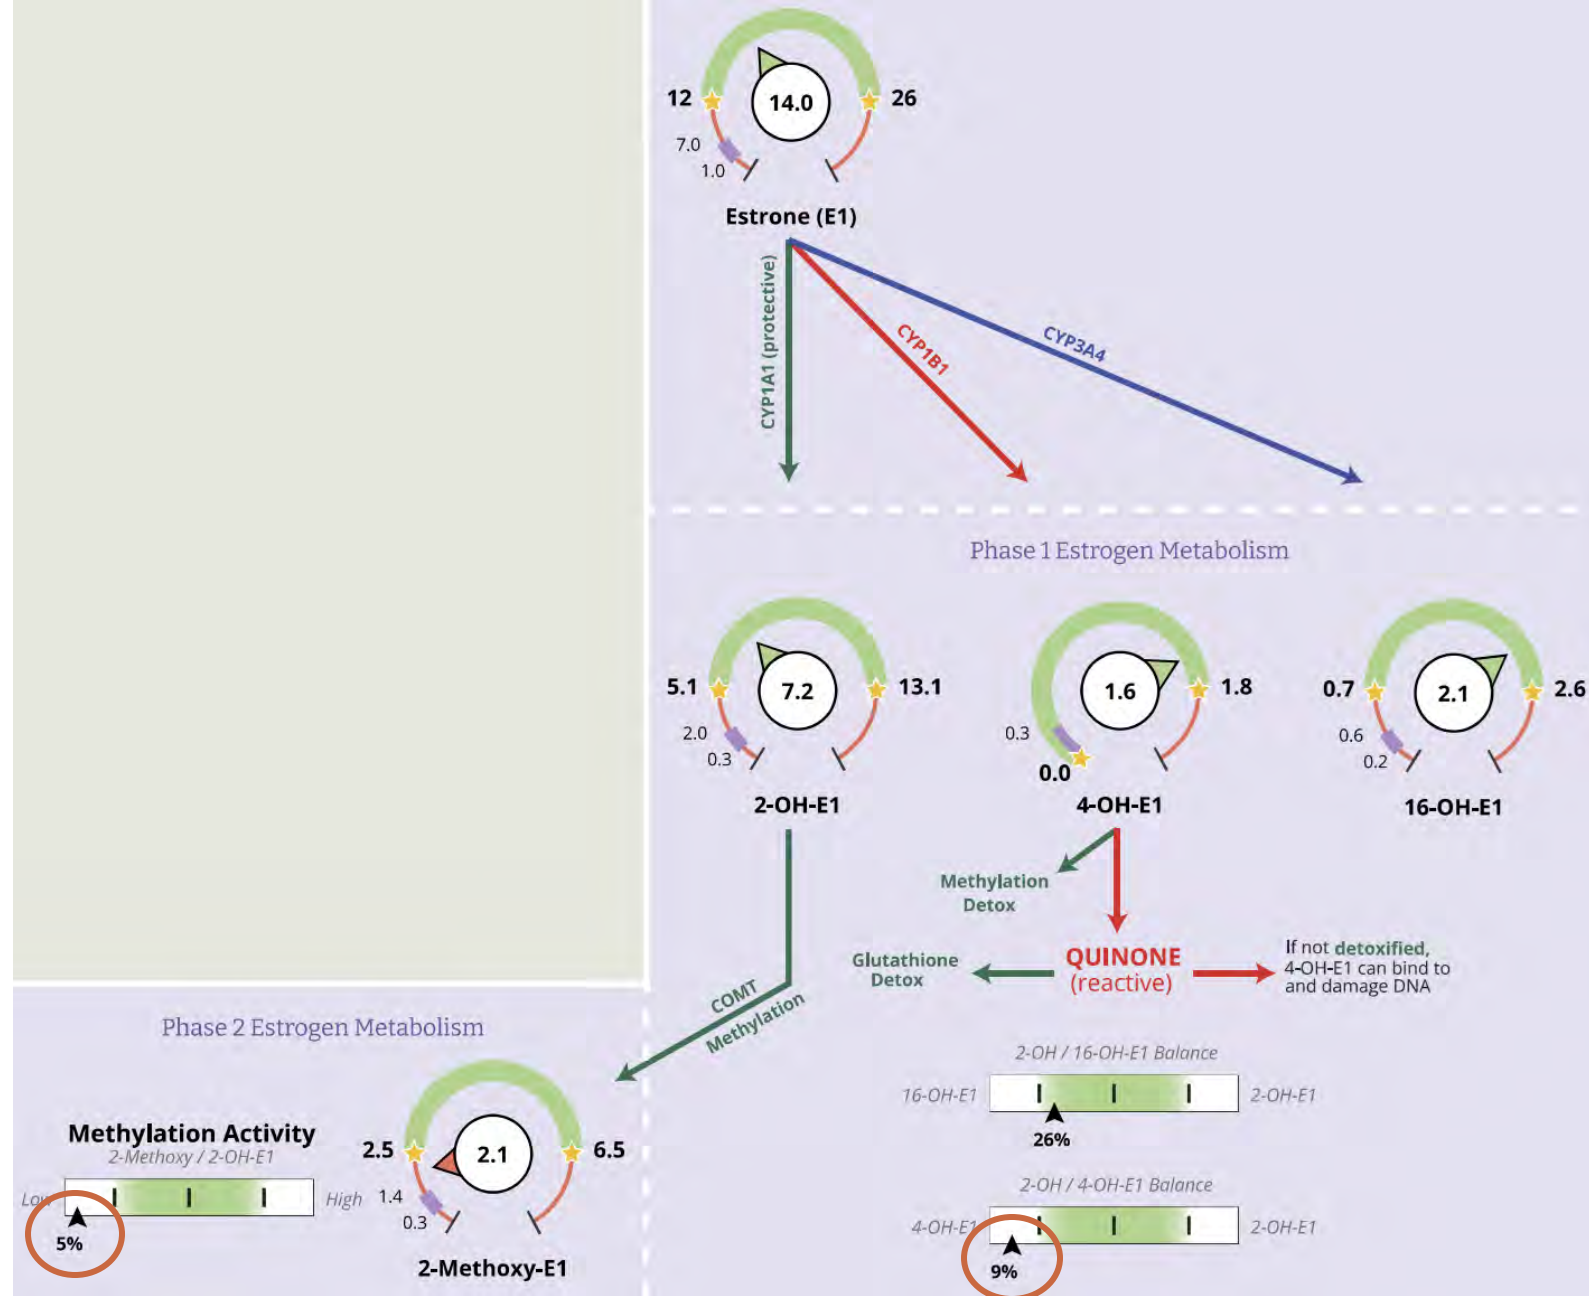 12
14.0
26
7.0
1.0
Estrone (E1)
CYP1A1 (protective)
CYP1B1
CYP3A4
Phase 1 Estrogen Metabolism
5.1
7.2
13.1
2.0
0.3
2-OH-E1
1.6
1.8
0.3
0.0
4-OH-E1
0.7
2.1
2.6
0.6
0.2
16-OH-E1
Methylation
Detox
Glutathione
Detox
QUINONE
(reactive)
If not detoxified,
4-OH-E1 can bind to
and damage DNA
COMT
Methylation
2-OH / 16-OH-E1 Balance
16-OH-E1
2-OH-E1
26%
2-OH / 4-OH-E1 Balance
4-OH-E1
2-OH-E1
9%
Phase 2 Estrogen Metabolism
Methylation Activity
2-Methoxy / 2-OH-E1
Low
High
5%
2.5
2.1
6.5
1.4
0.3
2-Methoxy-E1